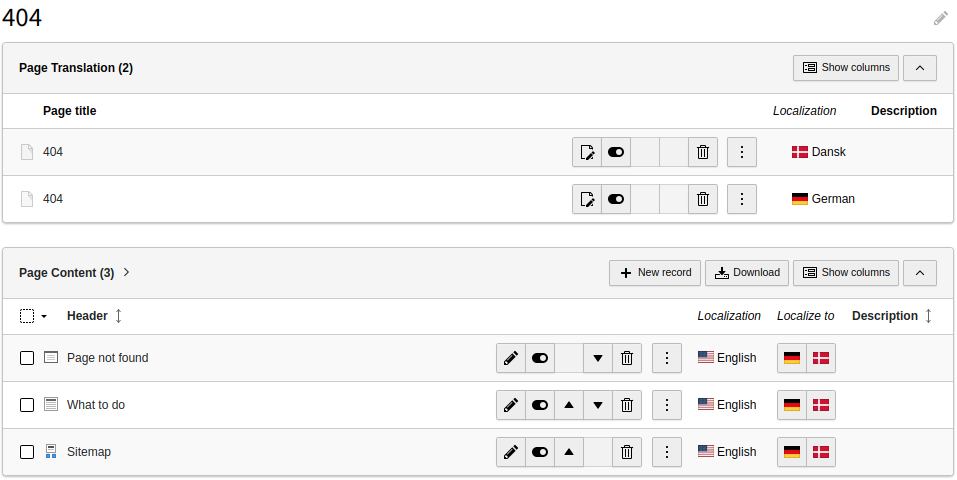 404
Page Translation (2) Show columns
Page title Localization Description
404 Dansk
404 German
Page Content (3) New record Download Show columns
Header Localization Localize to Description
Page not found English
What to do English
Sitemap English